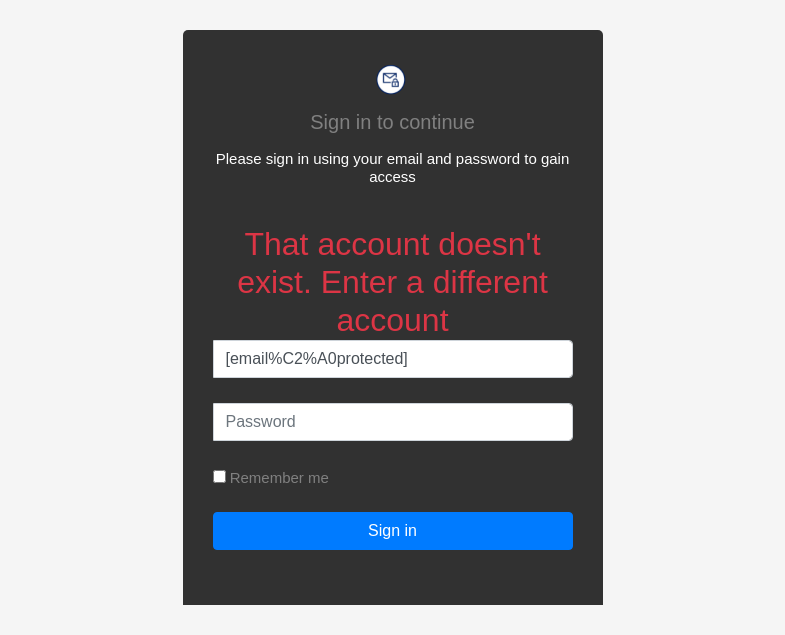 Sign in to continue
Please sign in using your email and password to gain
access
That account doesn't
exist. Enter a different
account
[email%C2%A0protected]
Password
Remember me
Sign in